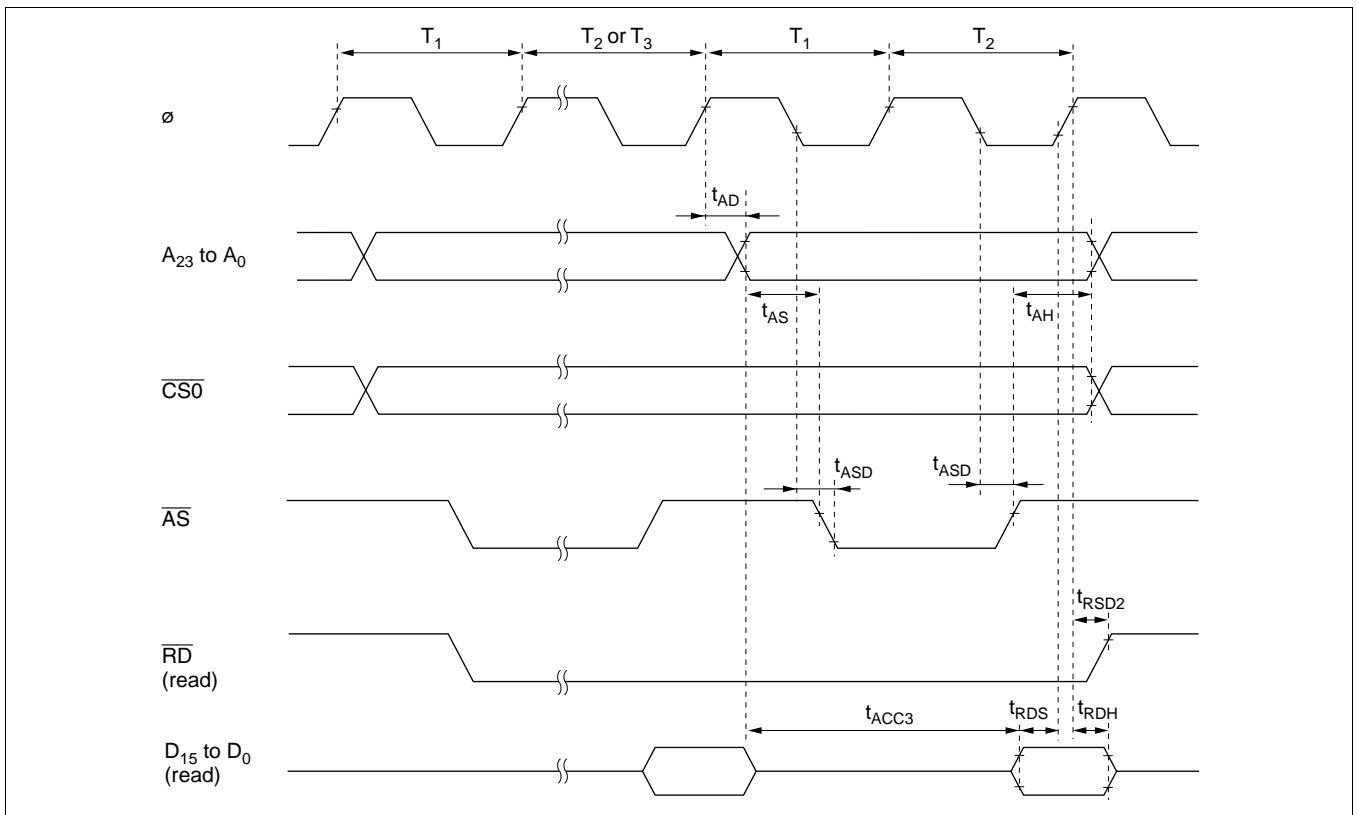 T1 T2 or T3 T1 T2
ø
tAD
A23 to A0
tAS tAH
CS0
tASD tASD
AS
tRSD2
RD
(read)
tACC3 tRDS tRDH
D15 to D0
(read)